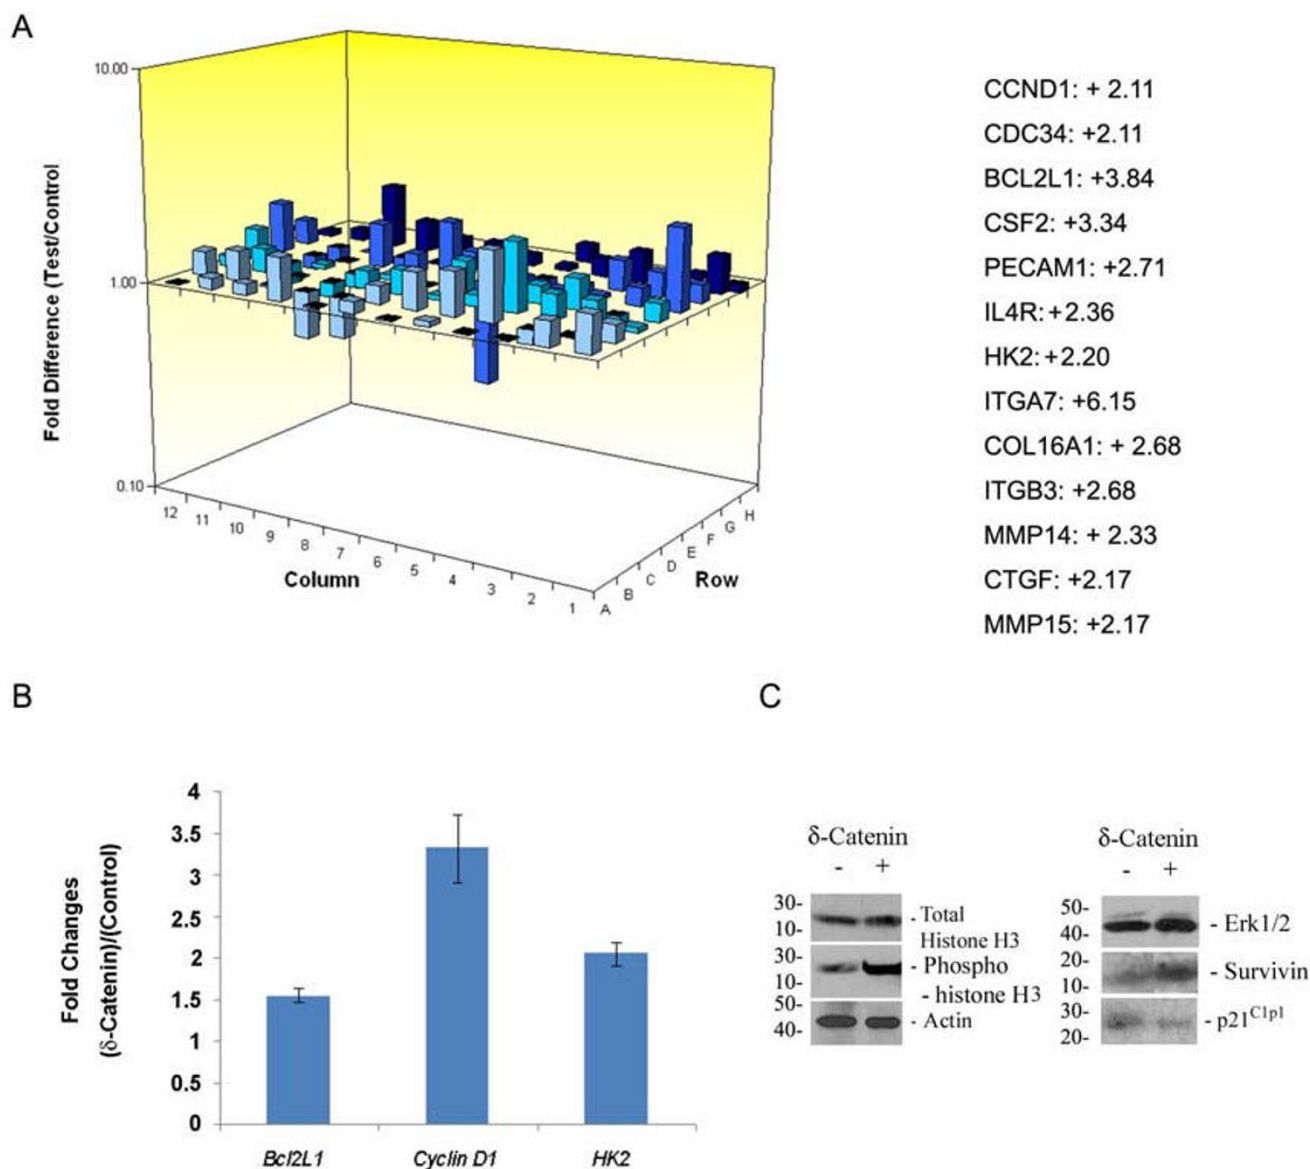 A
10.00
1.00
0.10
Fold Difference (Test/Control)
12
11
10
9
8
7
6
5
4
3
2
1
Column
A
B
C
D
E
F
G
H
Row
CCND1: + 2.11
CDC34: +2.11
BCL2L1: +3.84
CSF2: +3.34
PECAM1: +2.71
IL4R: +2.36
HK2: +2.20
ITGA7: +6.15
COL16A1: + 2.68
ITGB3: +2.68
MMP14: + 2.33
CTGF: +2.17
MMP15: +2.17
B
Fold Changes
(δ-Catenin)/(Control)
4
3.5
3
2.5
2
1.5
1
0.5
0
Bcl2L1
Cyclin D1
HK2
C
δ-Catenin
- +
30-
10-
- Total
Histone H3
30-
10-
- Phospho
- histone H3
50-
40-
- Actin
δ-Catenin
- +
50-
40-
- Erk1/2
20-
10-
- Survivin
30-
20-
- p21C1p1